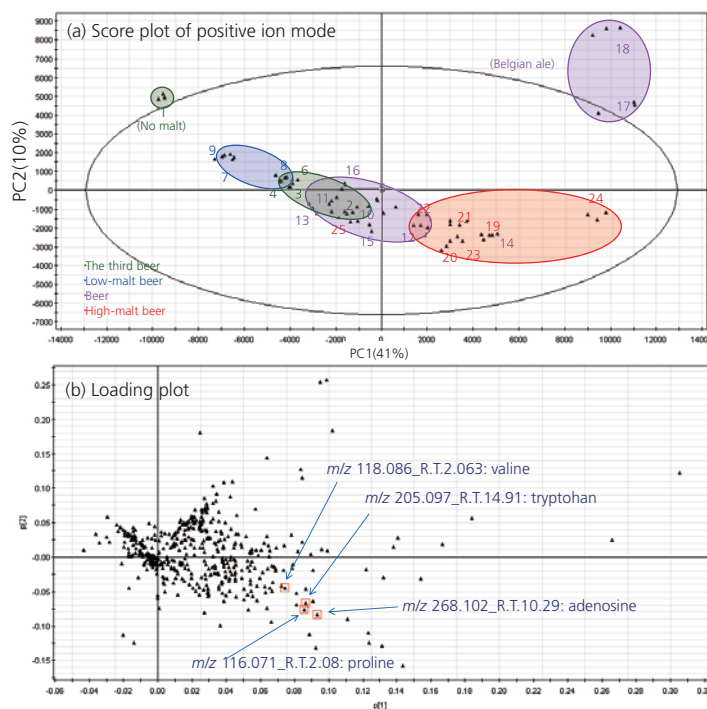 (a) Score plot of positive ion mode
9000
8000
7000
6000
5000
4000
3000
2000
1000
0
-1000
-2000
-3000
-4000
-5000
-6000
-7000
PC2(10%)
18
(Belgian ale)
17
1
(No malt)
9
7
8
6
4
3
16
11
2
10
13
25
15
12
22
21
19
14
24
20
23
The third beer
Low-malt beer
Beer
High-malt beer
-14000 -12000 -10000 -8000 -6000 -4000 -2000 0 2000 4000 6000 8000 10000 12000 14000
PC1(41%)
(b) Loading plot
0.25
0.20
0.15
0.10
0.05
-0.00
-0.05
-0.10
-0.15
p[2]
m/z 118.086_R.T.2.063: valine
m/z 205.097_R.T.14.91: tryptohan
m/z 268.102_R.T.10.29: adenosine
m/z 116.071_R.T.2.08: proline
-0.06 -0.04 -0.02 0.00 0.02 0.04 0.06 0.08 0.10 0.12 0.14 0.16 0.18 0.20 0.22 0.24 0.26 0.28 0.30 0.32
p[1]